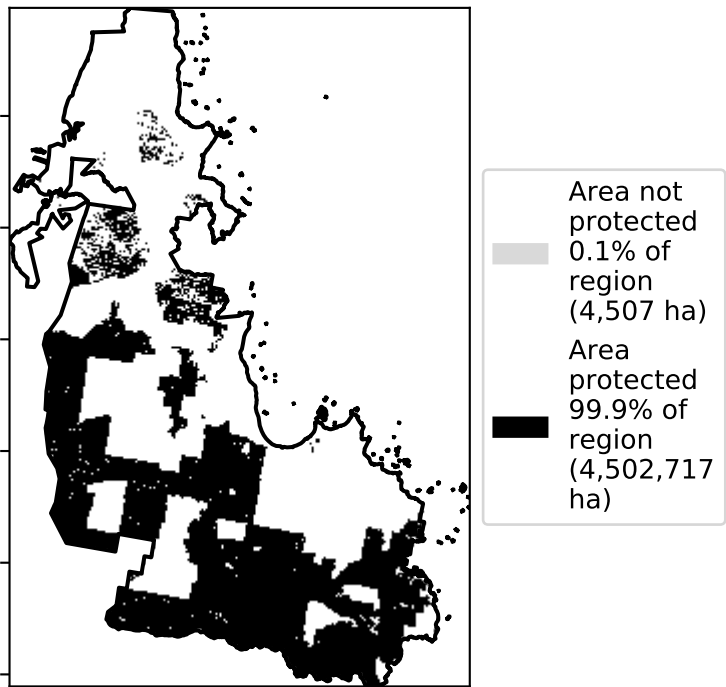 Area not
protected
0.1% of
region
(4,507 ha)
Area
protected
99.9% of
region
(4,502,717
ha)